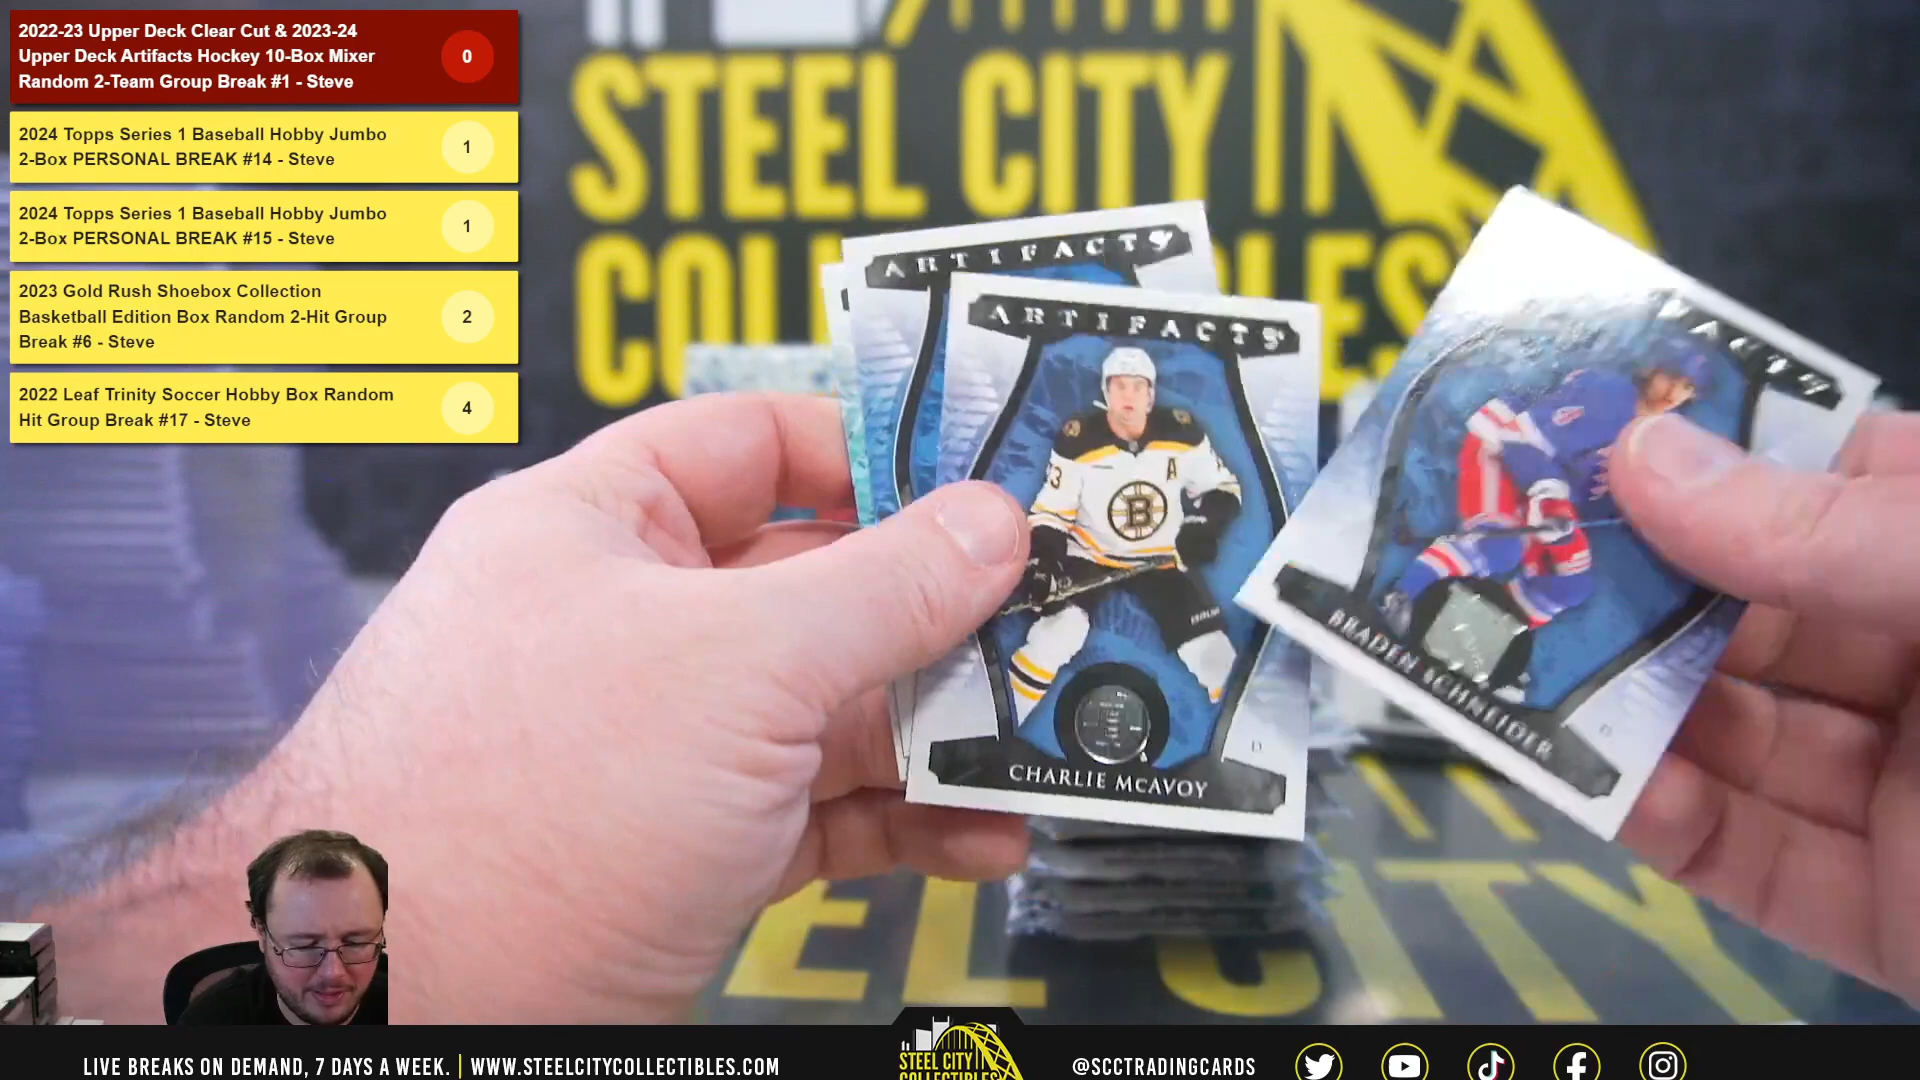 2022-23 Upper Deck Clear Cut & 2023-24
Upper Deck Artifacts Hockey 10-Box Mixer
Random 2-Team Group Break #1 - Steve
0
2024 Topps Series 1 Baseball Hobby Jumbo
2-Box PERSONAL BREAK #14 - Steve
1
2024 Topps Series 1 Baseball Hobby Jumbo
2-Box PERSONAL BREAK #15 - Steve
1
2023 Gold Rush Shoebox Collection
Basketball Edition Box Random 2-Hit Group
Break #6 - Steve
2
2022 Leaf Trinity Soccer Hobby Box Random
Hit Group Break #17 - Steve
4
STEEL CITY
ARTIFACTS
ARTIFACTS
A
B
D
CHARLIE MCAVOY
BRADEN SCHNEIDER
D
EL CITY
LIVE BREAKS ON DEMAND, 7 DAYS A WEEK. | WWW.STEELCITYCOLLECTIBLES.COM
STEEL CITY
COLLECTIBLES
@SCCTRADINGCARDS